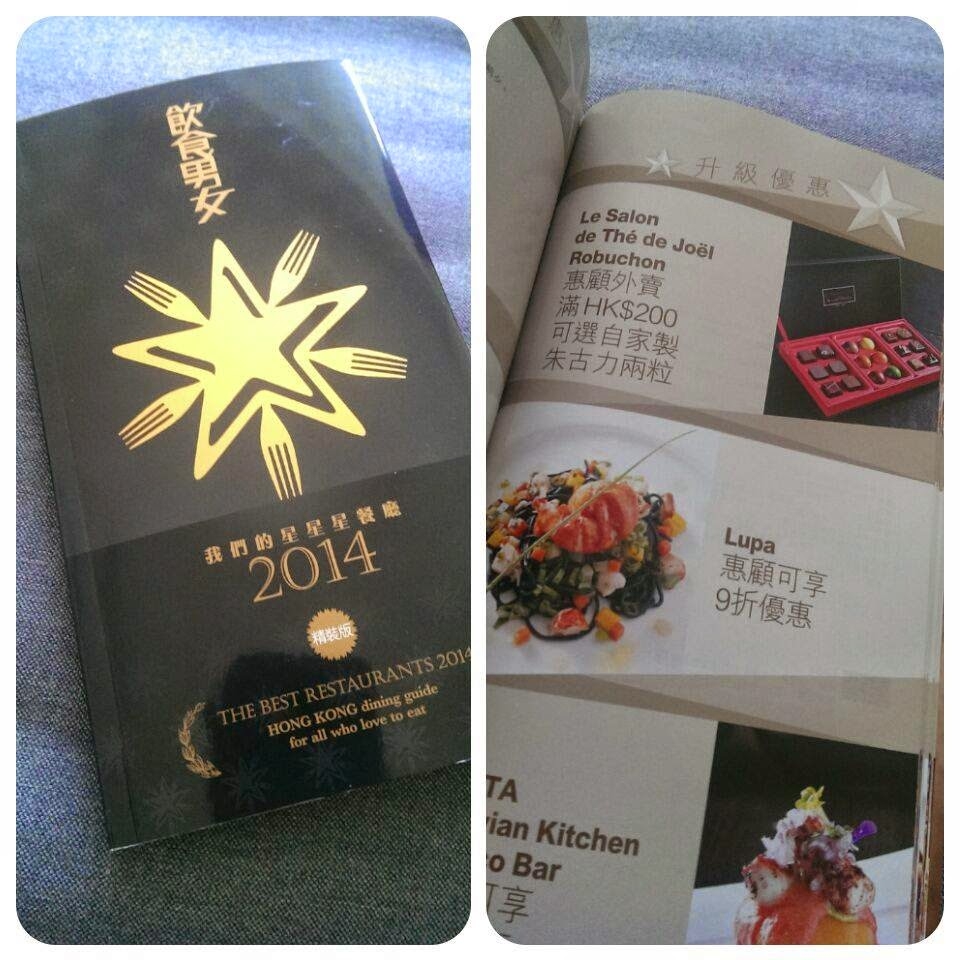 飲食男女
我們的星星星餐廳
2014
精裝版
THE BEST RESTAURANTS 2014
HONG KONG dining guide
for all who love to eat
升級優惠
Le Salon
de Thé de Joël
Robuchon
惠顧外賣
滿HK$200
可選自家製
朱古力兩粒
Lupa
惠顧可享
9折優惠
TA
vian Kitchen
co Bar
可享